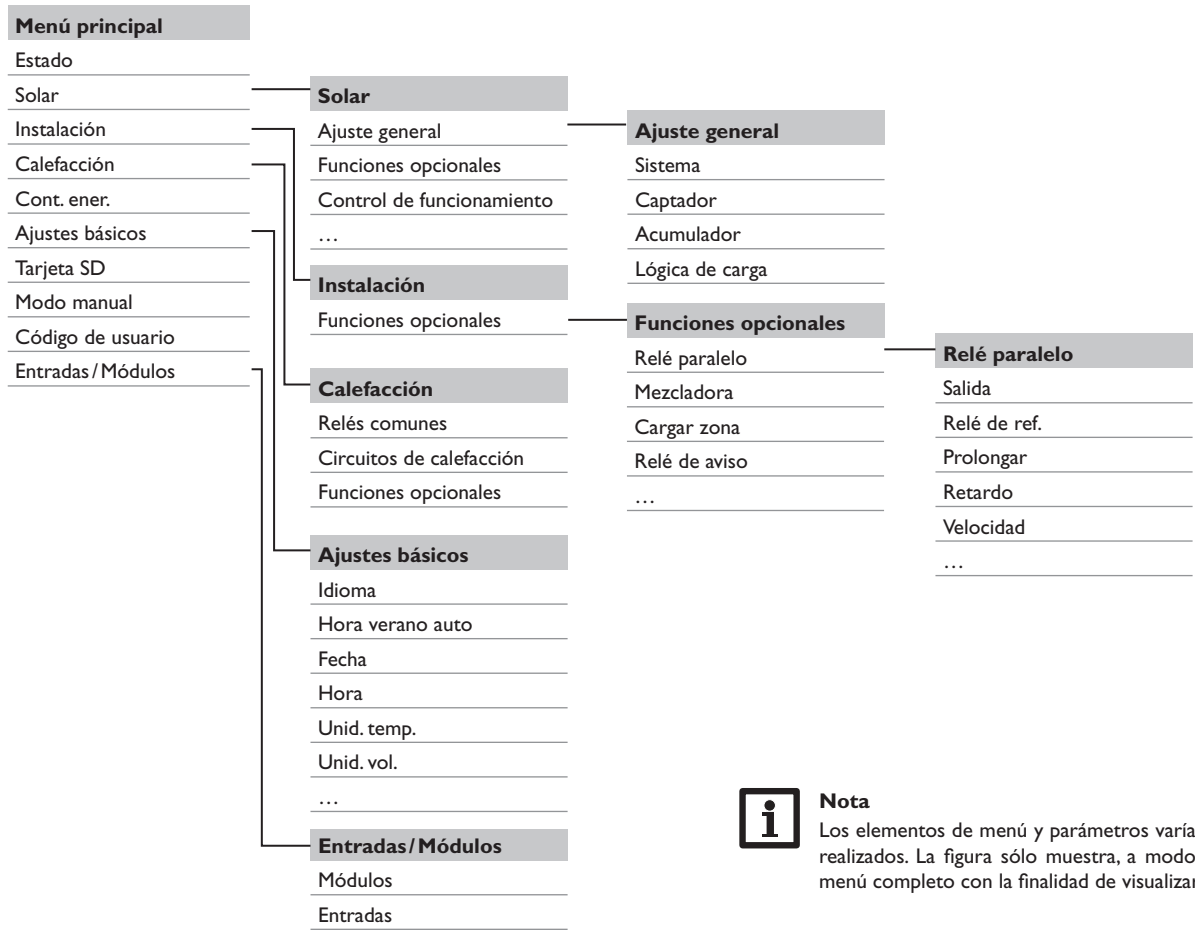 Menú principal
Estado
Solar
Instalación
Calefacción
Cont. ener.
Ajustes básicos
Tarjeta SD
Modo manual
Código de usuario
Entradas/Módulos
Solar
Ajuste general
Funciones opcionales
Control de funcionamiento
…
Instalación
Funciones opcionales
Calefacción
Relés comunes
Circuitos de calefacción
Funciones opcionales
Ajustes básicos
Idioma
Hora verano auto
Fecha
Hora
Unid. temp.
Unid. vol.
…
Entradas/Módulos
Módulos
Entradas
Ajuste general
Sistema
Captador
Acumulador
Lógica de carga
Funciones opcionales
Relé paralelo
Mezcladora
Cargar zona
Relé de aviso
…
Relé paralelo
Salida
Relé de ref.
Prolongar
Retardo
Velocidad
…
i
Nota
Los elementos de menú y parámetros varía
realizados. La figura sólo muestra, a modo
menú completo con la finalidad de visualizar